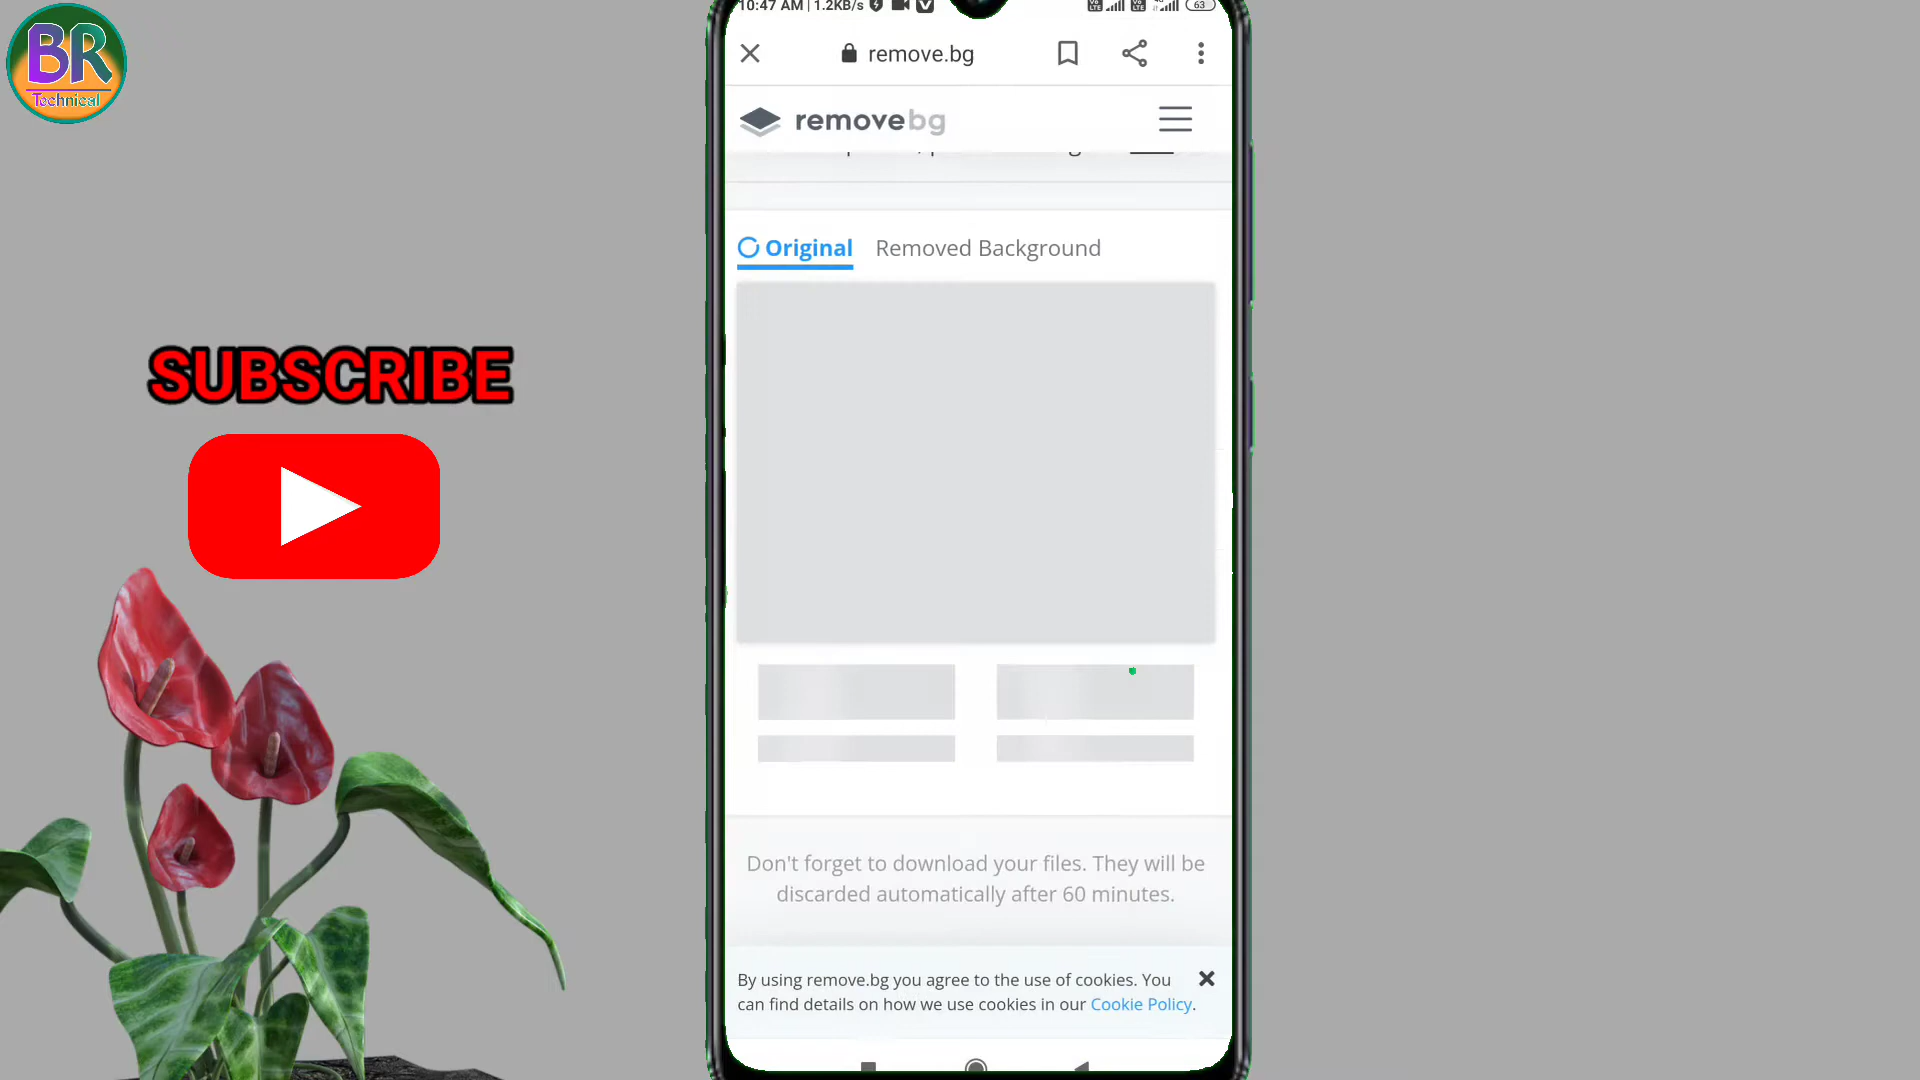 BR
Technical
SUBSCRIBE
10:47 AM | 1.2KB/s
63
remove.bg
removebg
Original Removed Background
Don't forget to download your files. They will be
discarded automatically after 60 minutes.
By using remove.bg you agree to the use of cookies. You
can find details on how we use cookies in our Cookie Policy.